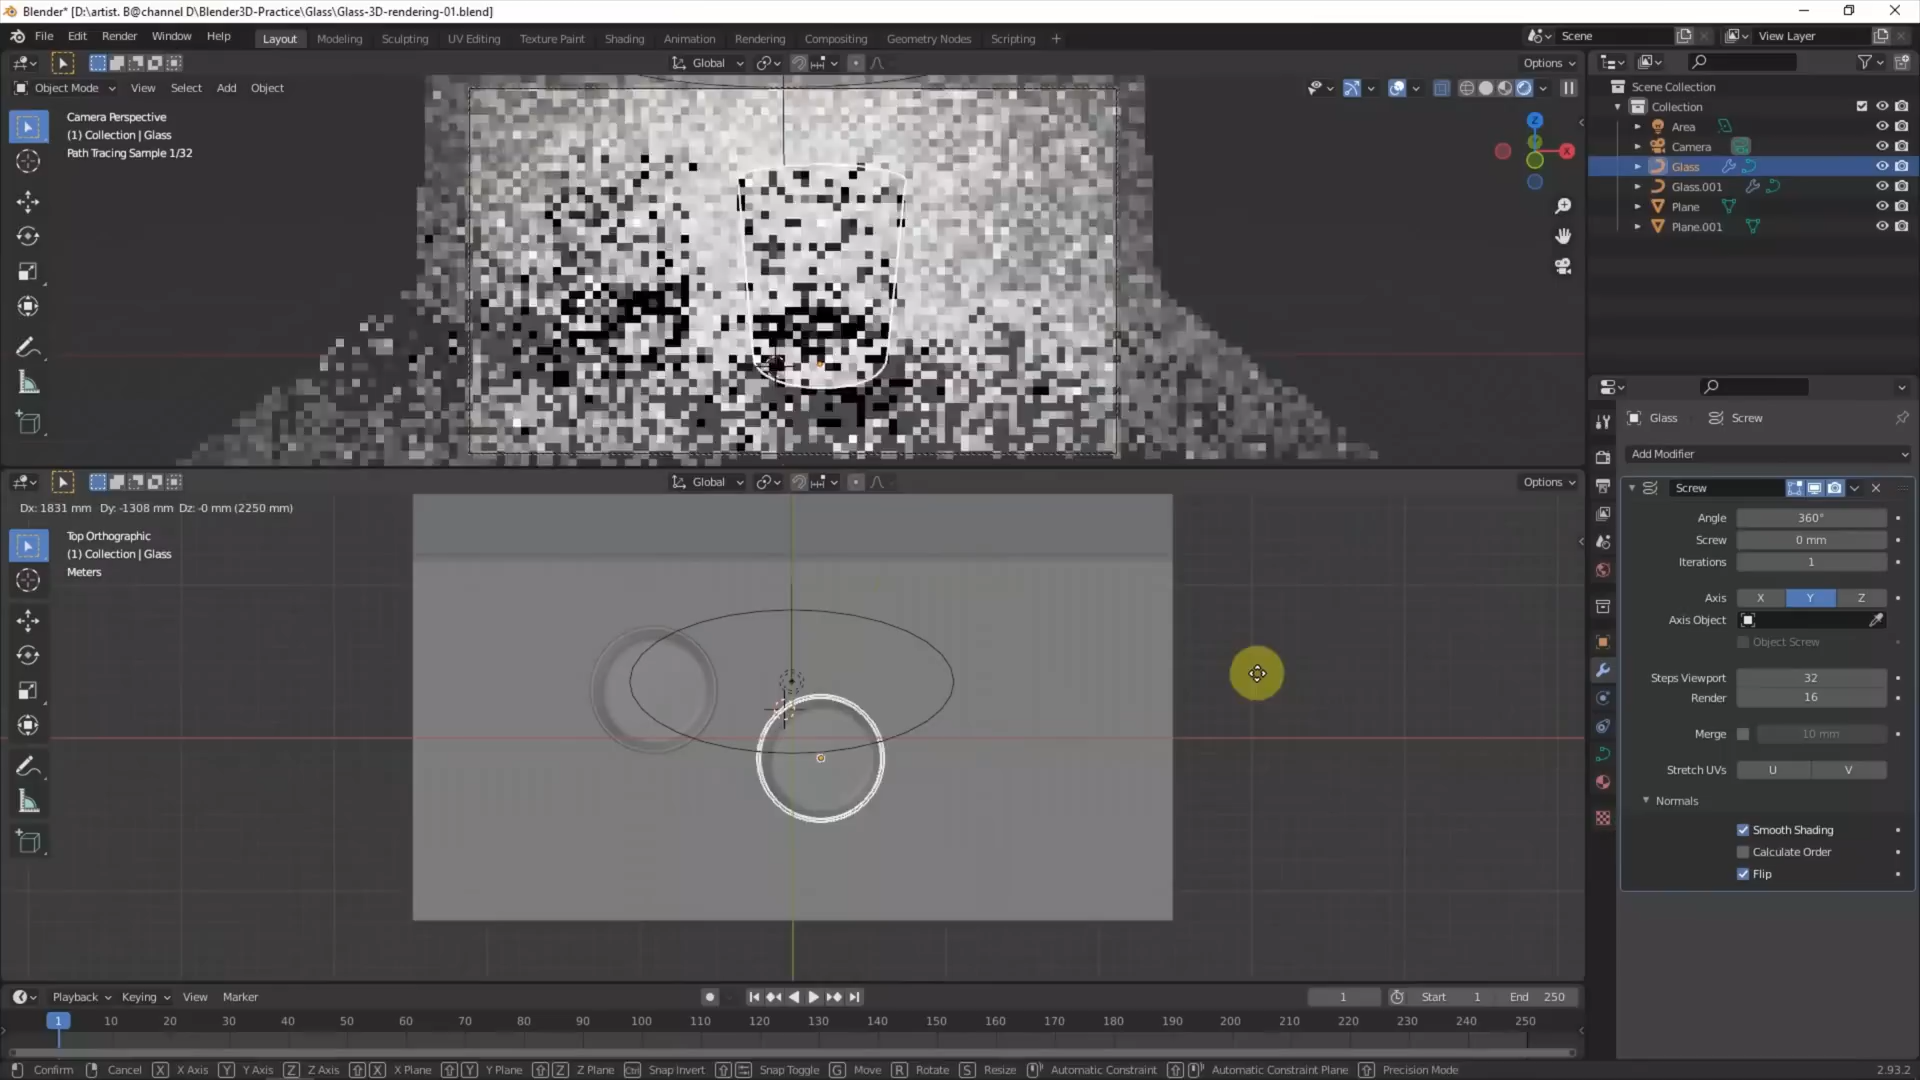 Blender* [D:\artist. B@channel D\Blender3D-Practice\Glass\Glass-3D-rendering-01.blend]
File Edit Render Window Help
Layout Modeling Sculpting UV Editing Texture Paint Shading Animation Rendering Compositing Geometry Nodes Scripting +
Scene View Layer
Global Options
Object Mode View Select Add Object
Camera Perspective
(1) Collection | Glass
Path Tracing Sample 1/32
Z
X
Scene Collection
Collection
Area
Camera
Glass
Glass.001
Plane
Plane.001
Glass Screw
Add Modifier
Screw
Angle 360°
Screw 0 mm
Iterations 1
Axis X Y Z
Axis Object
Object Screw
Steps Viewport 32
Render 16
Merge 10 mm
Stretch UVs U V
Normals
Smooth Shading
Calculate Order
Flip
Global Options
Dx: 1831 mm Dy: -1308 mm Dz: -0 mm (2250 mm)
Top Orthographic
(1) Collection | Glass
Meters
Playback Keying View Marker
1 Start 1 End 250
1 10 20 30 40 50 60 70 80 90 100 110 120 130 140 150 160 170 180 190 200 210 220 230 240 250
Confirm Cancel X X Axis Y Y Axis Z Z Axis X X Plane Y Y Plane Z Z Plane Ctrl Snap Invert Snap Toggle G Move R Rotate S Resize Automatic Constraint Automatic Constraint Plane Precision Mode
2.93.2